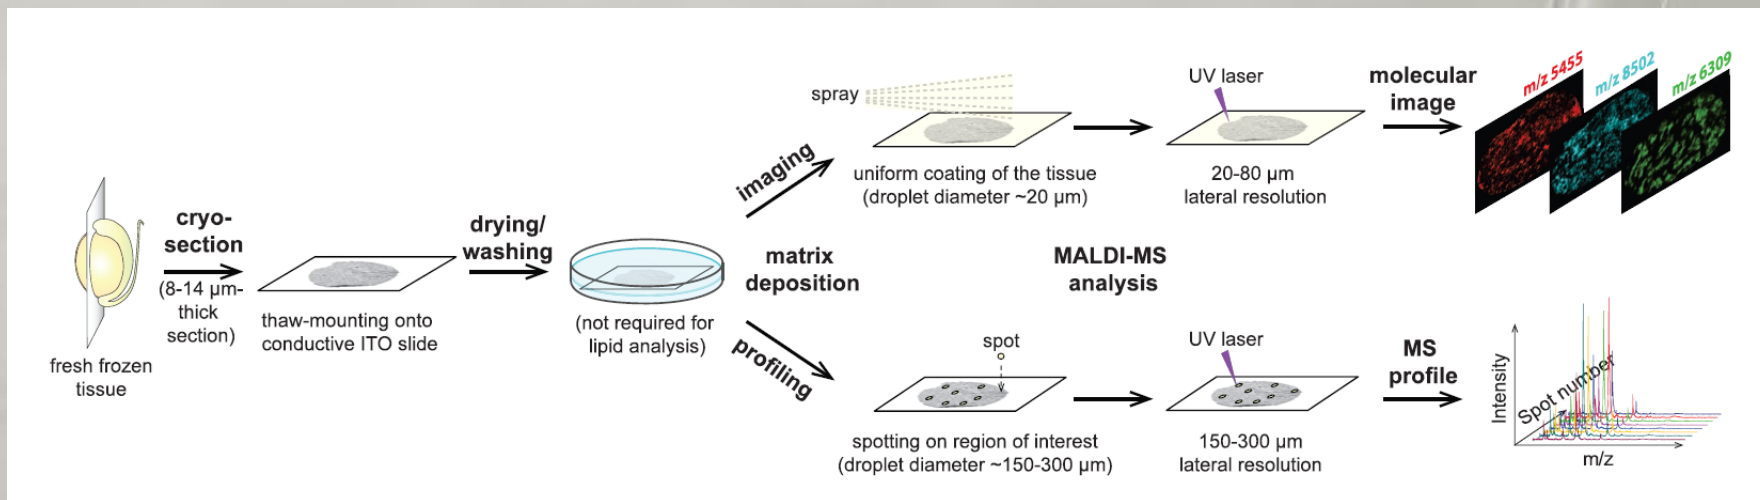 fresh frozen
tissue
cryo-
section
(8-14 µm-
thick
section)
thaw-mounting onto
conductive ITO slide
drying/
washing
(not required for
lipid analysis)
matrix
deposition
imaging
spray
uniform coating of the tissue
(droplet diameter ~20 µm)
UV laser
20-80 µm
lateral resolution
molecular
image
m/z 5455
m/z 8502
m/z 6309
MALDI-MS
analysis
profiling
spot
spotting on region of interest
(droplet diameter ~150-300 µm)
UV laser
150-300 µm
lateral resolution
MS
profile
Intensity
Spot number
m/z